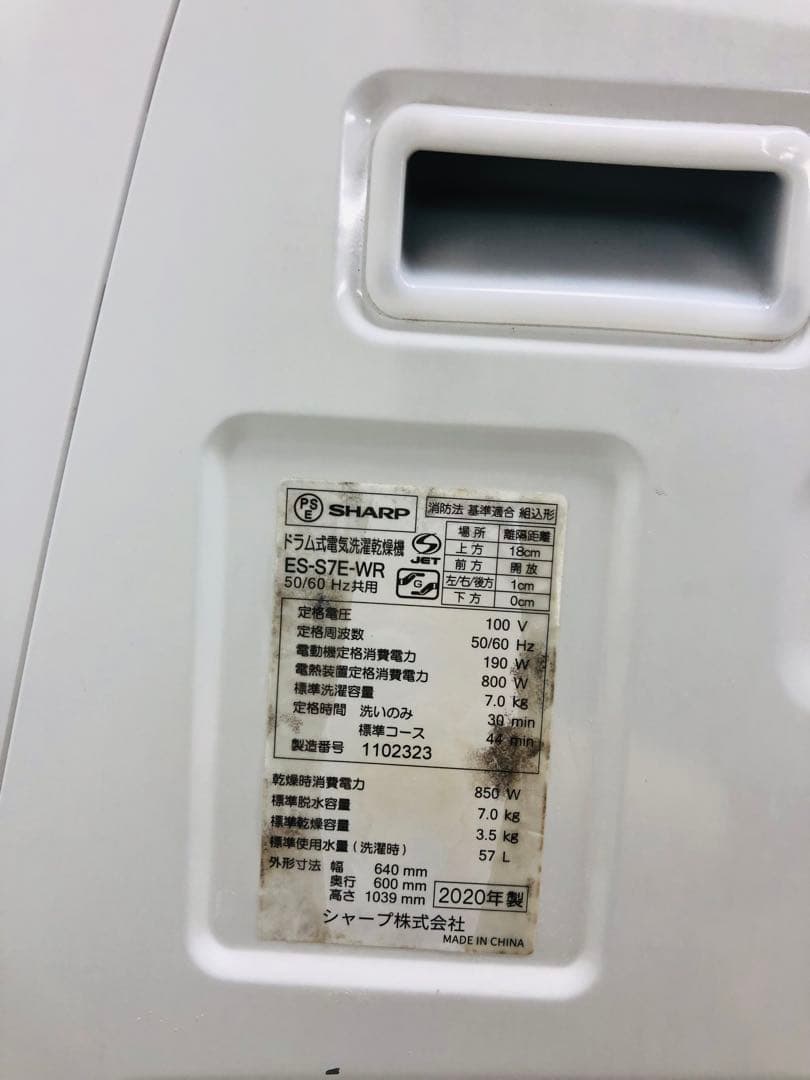 PSE SHARP
消防法 基準適合 組込形
場所 離隔距離
上方 18cm
前方 開放
左/右/後方 1cm
下方 0cm
ドラム式電気洗濯乾燥機
JET
ES-S7E-WR
50/60 Hz共用
G
定格電圧 100 V
定格周波数 50/60 Hz
電動機定格消費電力 190 W
電熱装置定格消費電力 800 W
標準洗濯容量 7.0 kg
定格時間 洗いのみ 30 min
標準コース 44 min
製造番号 1102323
乾燥時消費電力 850 W
標準脱水容量 7.0 kg
標準乾燥容量 3.5 kg
標準使用水量(洗濯時) 57 L
外形寸法 幅 640 mm
奥行 600 mm
高さ 1039 mm
2020年製
シャープ株式会社
MADE IN CHINA